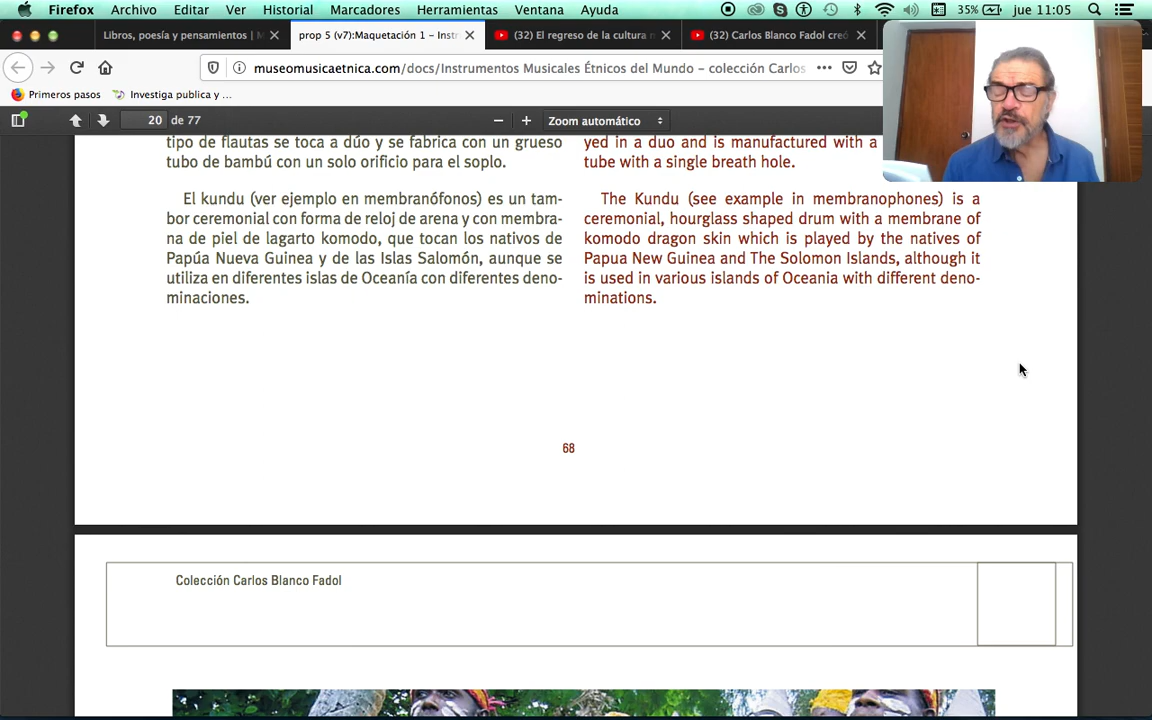 Firefox Archivo Editar Ver Historial Marcadores Herramientas Ventana Ayuda 35% jue 11:05
Libros, poesía y pensamientos | M prop 5 (v7):Maquetación 1 – Inst (32) El regreso de la cultura n (32) Carlos Blanco Fadol creó
museomusicaetnica.com/docs/Instrumentos Musicales Étnicos del Mundo – colección Carlos
Primeros pasos Investiga publica y ...
20 de 77 Zoom automático
tipo de flautas se toca a dúo y se fabrica con un grueso
tubo de bambú con un solo orificio para el soplo.
El kundu (ver ejemplo en membranófonos) es un tam-
bor ceremonial con forma de reloj de arena y con membra-
na de piel de lagarto komodo, que tocan los nativos de
Papúa Nueva Guinea y de las Islas Salomón, aunque se
utiliza en diferentes islas de Oceanía con diferentes deno-
minaciones.
yed in a duo and is manufactured with a
tube with a single breath hole.
The Kundu (see example in membranophones) is a
ceremonial, hourglass shaped drum with a membrane of
komodo dragon skin which is played by the natives of
Papua New Guinea and The Solomon Islands, although it
is used in various islands of Oceania with different deno-
minations.
68
Colección Carlos Blanco Fadol